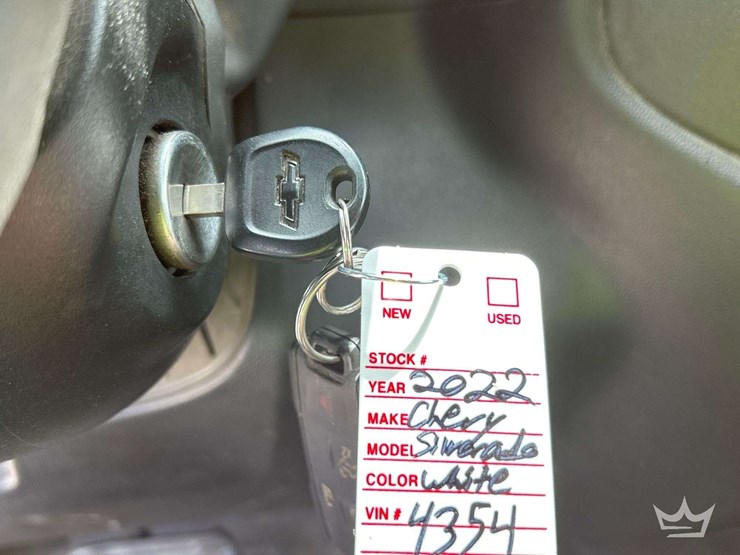 NEW USED
STOCK #
YEAR 2022
MAKE Chevy
MODEL Silverado
COLOR white
VIN # 4354